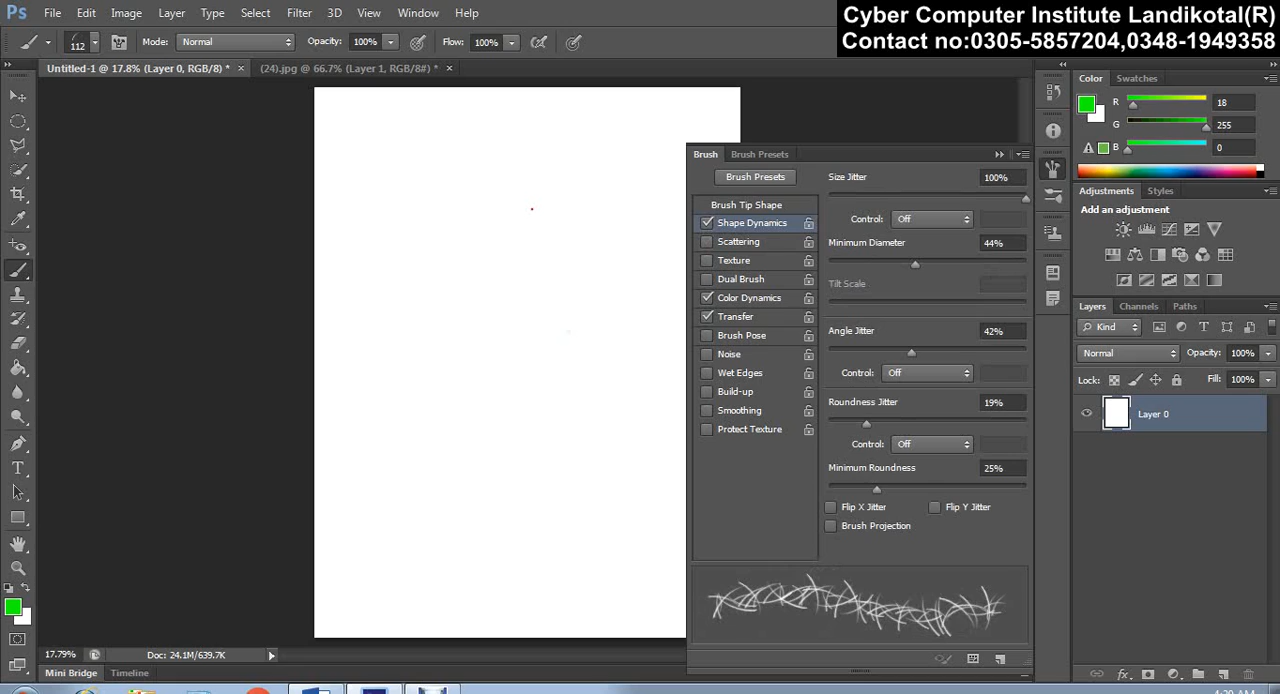 Ps File Edit Image Layer Type Select Filter 3D View Window Help
Cyber Computer Institute Landikotal(R)
Contact no:0305-5857204,0348-1949358
112 Mode: Normal Opacity: 100% Flow: 100%
Untitled-1 @ 17.8% (Layer 0, RGB/8) * × (24).jpg @ 66.7% (Layer 1, RGB/8#) * ×
Color Swatches
R 18
G 255
B 0
Adjustments Styles
Add an adjustment
Layers Channels Paths
Kind
Normal Opacity: 100%
Lock: Fill: 100%
Layer 0
Brush Brush Presets
Brush Presets
Brush Tip Shape
Shape Dynamics
Scattering
Texture
Dual Brush
Color Dynamics
Transfer
Brush Pose
Noise
Wet Edges
Build-up
Smoothing
Protect Texture
Size Jitter 100%
Control: Off
Minimum Diameter 44%
Tilt Scale
Angle Jitter 42%
Control: Off
Roundness Jitter 19%
Control: Off
Minimum Roundness 25%
Flip X Jitter Flip Y Jitter
Brush Projection
17.79% Doc: 24.1M/639.7K
Mini Bridge Timeline